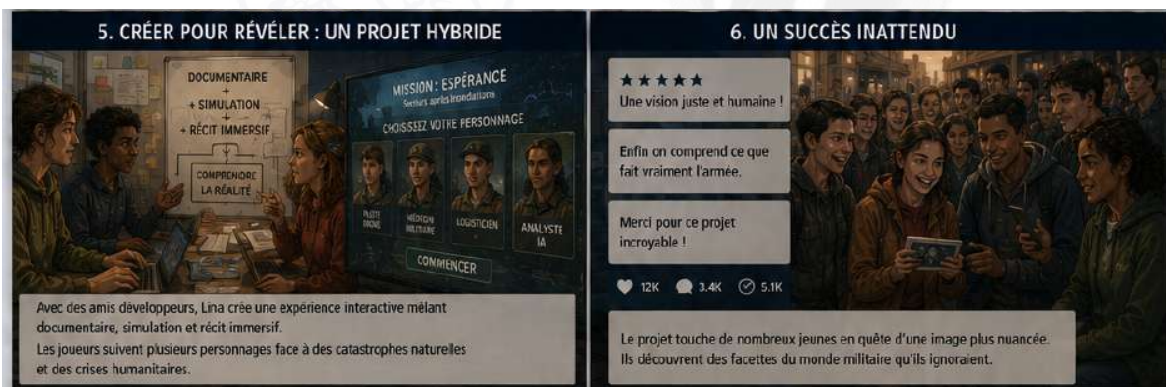 5. CRÉER POUR RÉVÉLER : UN PROJET HYBRIDE
DOCUMENTAIRE
+
+ SIMULATION
+
+ RÉCIT IMMERSIF
COMPRENDRE
LA RÉALITÉ
MISSION : ESPÉRANCE
Secteurs après inondations
CHOISISSEZ VOTRE PERSONNAGE
PILOTE
DRONE
MÉDECIN
MILITAIRE
LOGISTICIEN
ANALYSTE
IA
COMMENCER
Avec des amis développeurs, Lina crée une expérience interactive mêlant
documentaire, simulation et récit immersif.
Les joueurs suivent plusieurs personnages face à des catastrophes naturelles
et des crises humanitaires.
6. UN SUCCÈS INATTENDU
★★★★★
Une vision juste et humaine !
Enfin on comprend ce que
fait vraiment l'armée.
Merci pour ce projet
incroyable !
12K 3.4K 5.1K
Le projet touche de nombreux jeunes en quête d'une image plus nuancée.
Ils découvrent des facettes du monde militaire qu'ils ignoraient.